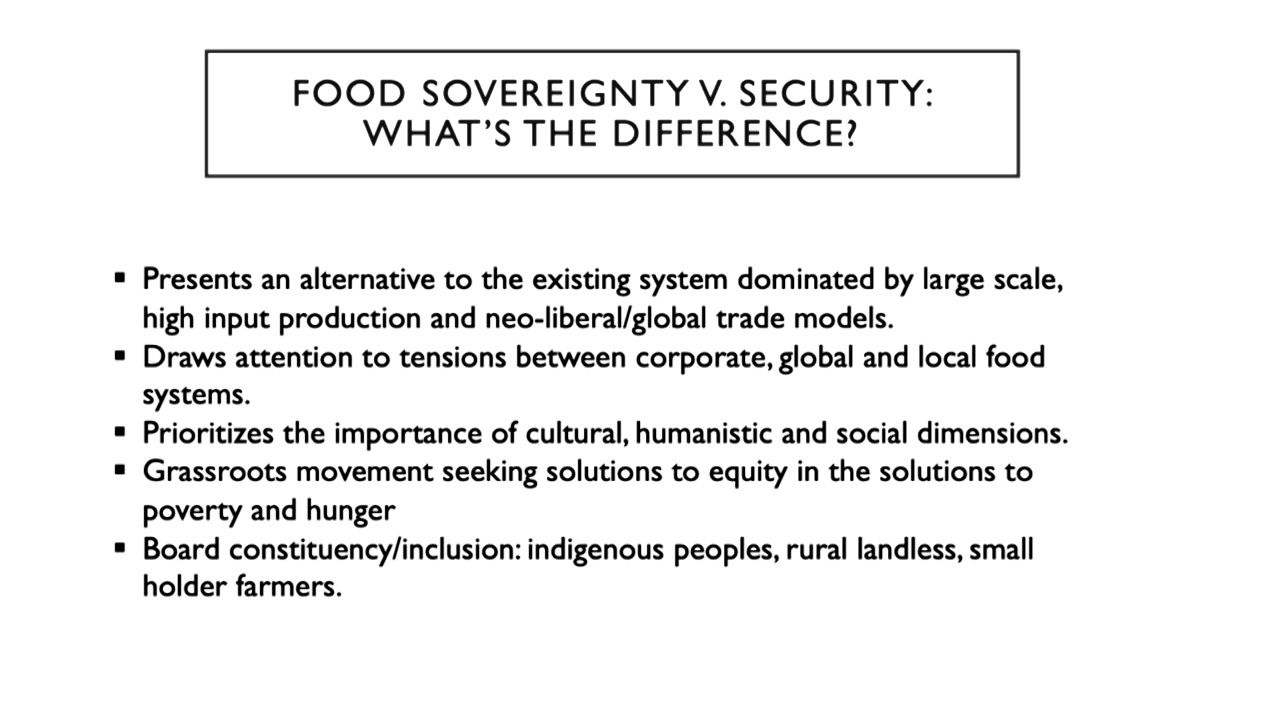 FOOD SOVEREIGNTY V. SECURITY:
WHAT'S THE DIFFERENCE?
▪ Presents an alternative to the existing system dominated by large scale,
high input production and neo-liberal/global trade models.
▪ Draws attention to tensions between corporate, global and local food
systems.
▪ Prioritizes the importance of cultural, humanistic and social dimensions.
▪ Grassroots movement seeking solutions to equity in the solutions to
poverty and hunger
▪ Board constituency/inclusion: indigenous peoples, rural landless, small
holder farmers.